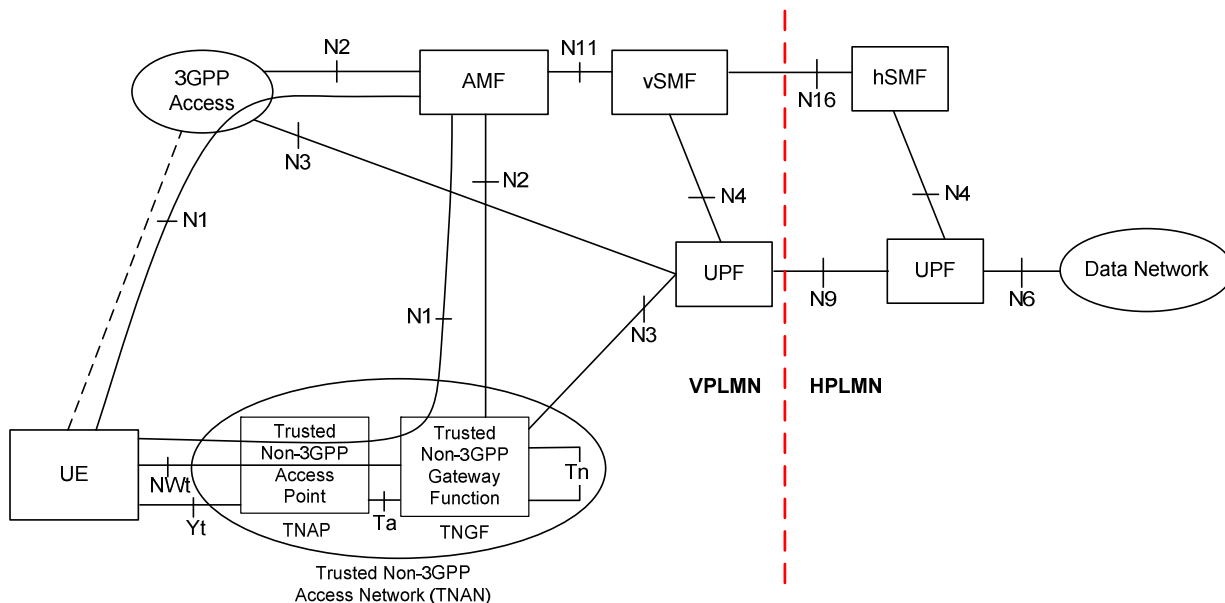 N2
N11
3GPP
Access
AMF
vSMF
hSMF
N16
N3
N2
N4
N4
N1
UPF
UPF
Data Network
N9
N6
N1
N3
VPLMN
HPLMN
UE
Trusted
Non-3GPP
Access
Point
Trusted
Non-3GPP
Gateway
Function
Tn
NWt
Yt
Ta
TNAP
TNGF
Trusted Non-3GPP
Access Network (TNAN)